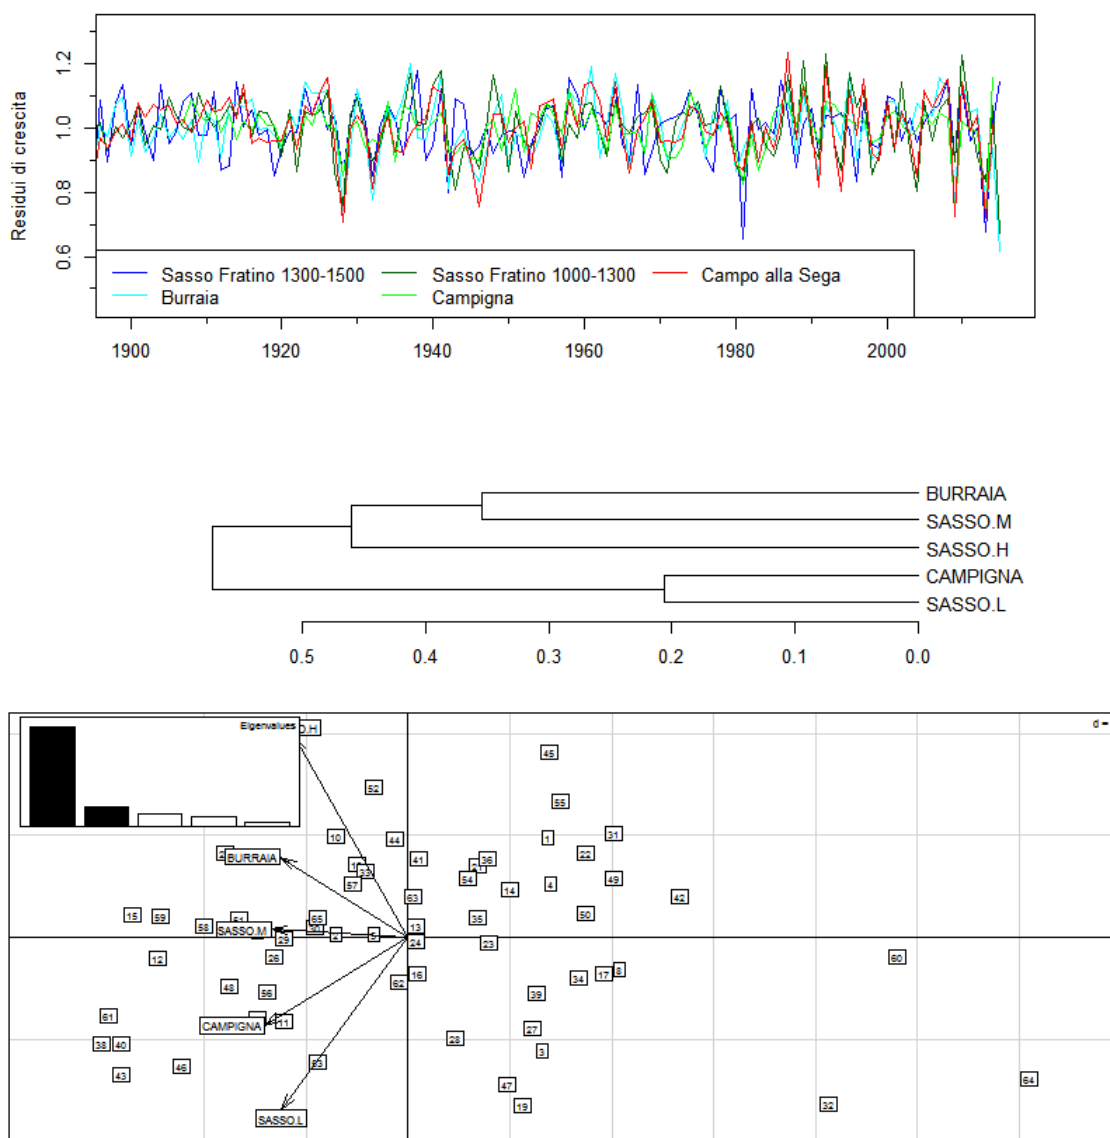 1.2
1.0
0.8
0.6
Residui di crescita
Sasso Fratino 1300-1500 Sasso Fratino 1000-1300 Campo alla Sega
Burraia Campigna
1900 1920 1940 1960 1980 2000
BURRAIA
SASSO.M
SASSO.H
CAMPIGNA
SASSO.L
0.5 0.4 0.3 0.2 0.1 0.0
Eigenvalues
d =
45
52
55
10 44 1 31
BURRAIA 41 36 22
33
57 54 4 49
63 14 42
15 59 65 35 50
58 13
SASSO.M
29 24 23
12 26 60
62 16 34 17 8
48 56 39
61 11
CAMPIGNA 27
38 40 28 3
46 53
43 47 64
SASSO.L 19 32